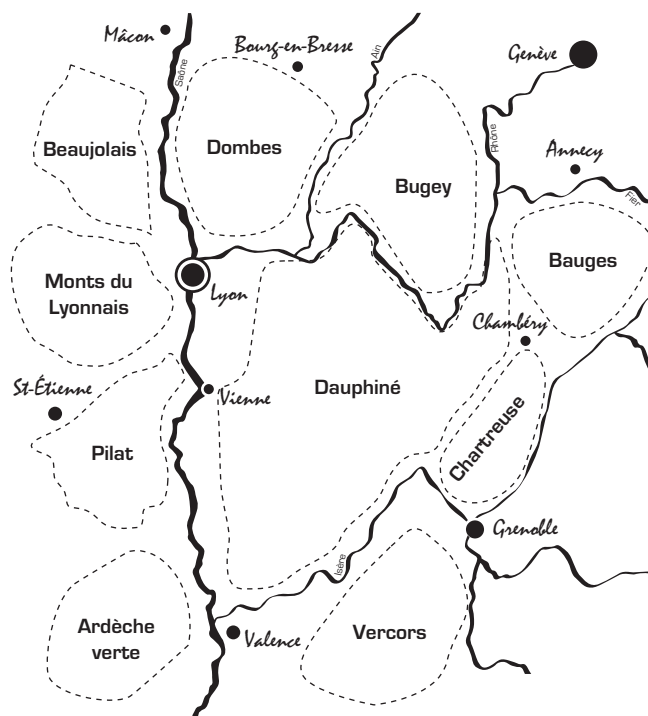 Mâcon
Bourg-en-Bresse
Ain
Genève
Saône
Beaujolais
Dombes
Bugey
Rhône
Annecy
Fier
Monts du
Lyonnais
Lyon
Bauges
Chambéry
St-Étienne
Vienne
Dauphiné
Pilat
Chartreuse
Grenoble
Isère
Ardèche
verte
Valence
Vercors